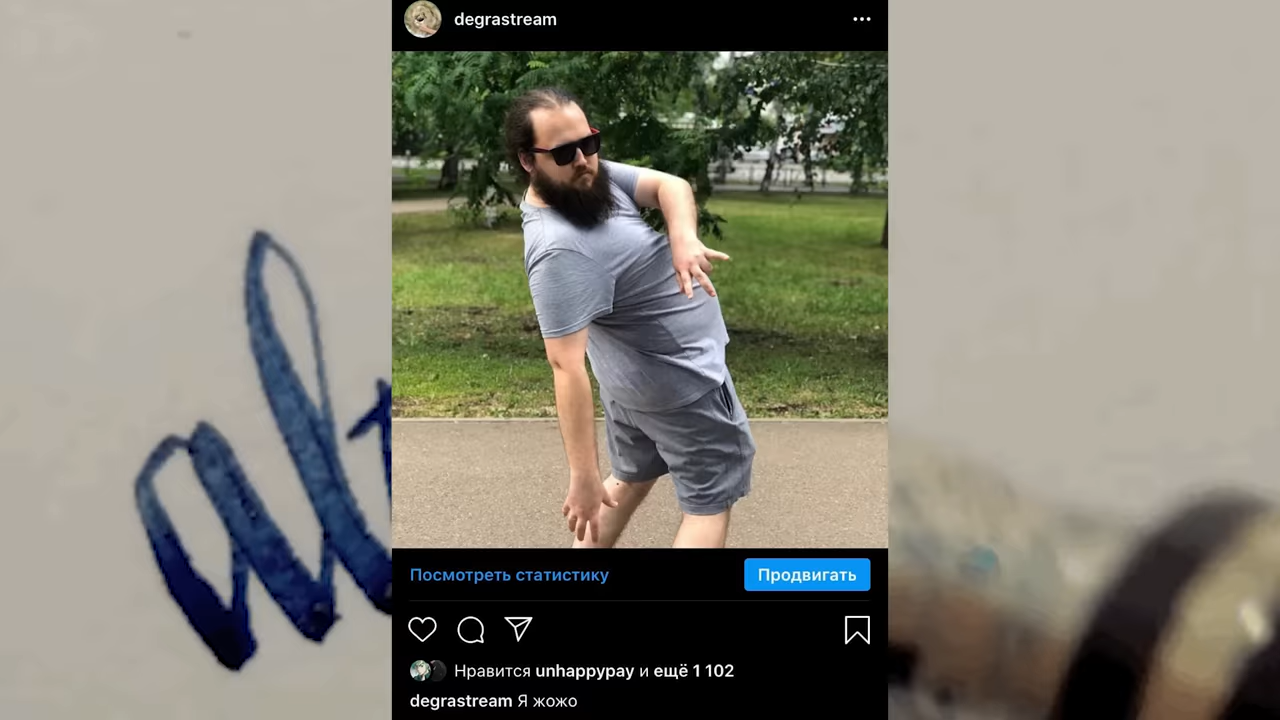 degrastream
Посмотреть статистику
Продвигать
Нравится unhappypay и ещё 1 102
degrastream Я жожо